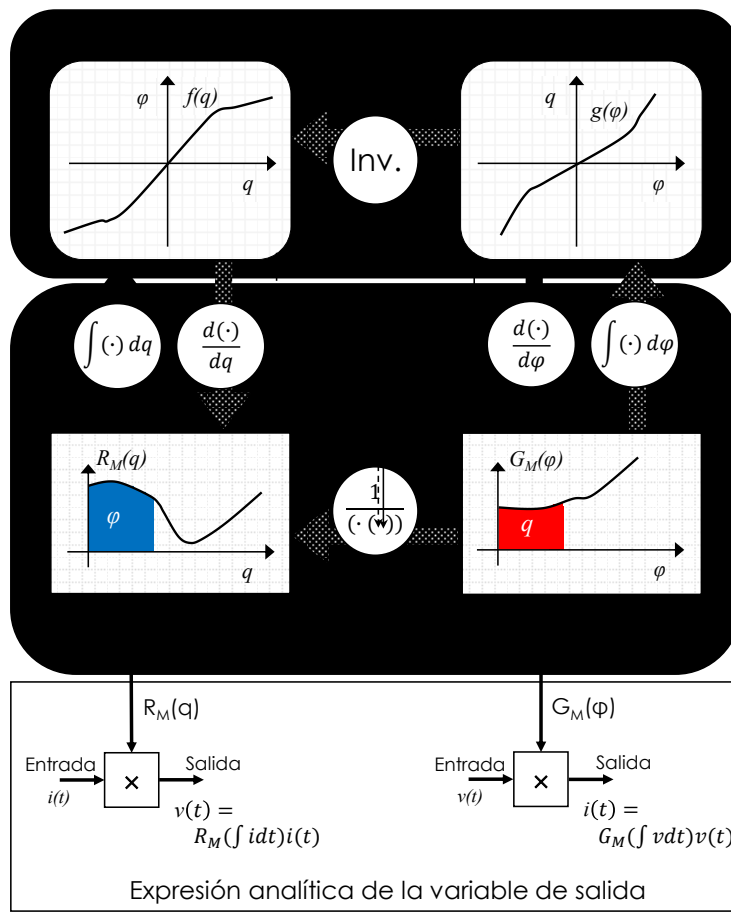 φ f(q)
q
q
g(φ)
φ
Inv.
∫(·) dq
d(·)
dq
d(·)
dφ
∫(·) dφ
R_M(q)
φ
q
1
(· ( ))
G_M(φ)
q
φ
R_M(q)
G_M(φ)
Entrada
i(t)
×
Salida
v(t) =
R_M(∫ idt)i(t)
Entrada
v(t)
×
Salida
i(t) =
G_M(∫ vdt)v(t)
Expresión analítica de la variable de salida